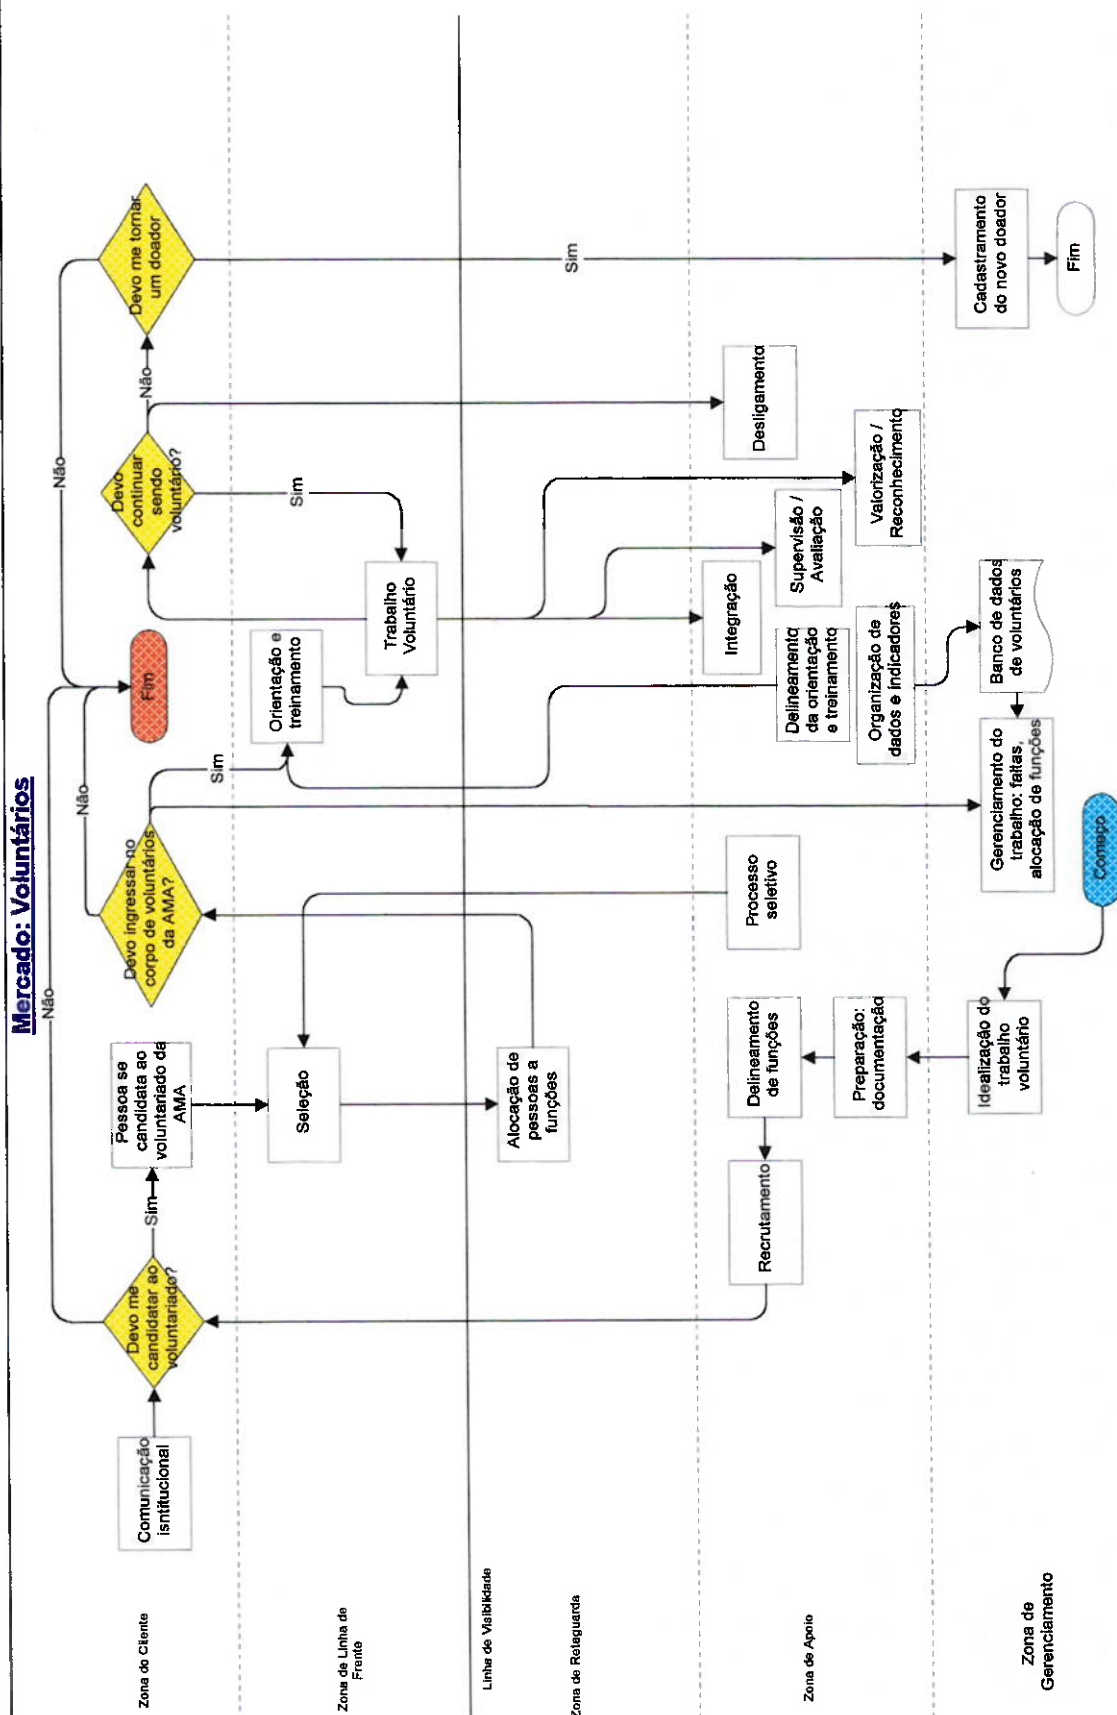 Mercado: Voluntários
Zona do Cliente
Comunicação
isntitucional
Devo me
candidatar ao
voluntariado?
Sim
Não
Pessoa se
candidata ao
voluntariado da
AMA
Devo ingressar no
corpo de voluntários
da AMA?
Não
Sim
Fim
Devo
continuar
sendo
voluntário?
Não
Sim
Devo me tornar
um doador
Não
Sim
Zona de Linha de
Frente
Seleção
Orientação e
treinamento
Trabalho
Voluntário
Linha de Visibilidade
Zona de Retaguarda
Alocação de
pessoas a
funções
Zona de Apoio
Recrutamento
Delineamento
de funções
Preparação:
documentação
Processo
seletivo
Delineamento
da orientação
e treinamento
Organização de
dados e indicadores
Integração
Supervisão /
Avaliação
Valorização /
Reconhecimento
Desligamento
Zona de
Gerenciamento
Idealização do
trabalho
voluntário
Começo
Gerenciamento do
trabalho: faltas,
alocação de funções
Banco de dados
de voluntários
Cadastramento
do novo doador
Fim